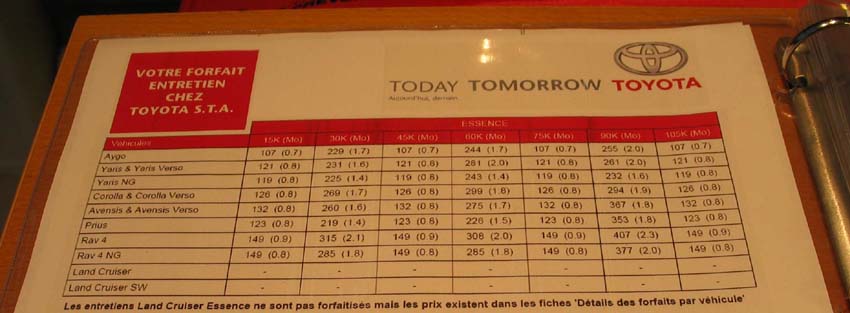 VOTRE FORFAIT
ENTRETIEN
CHEZ
TOYOTA S.T.A.
TODAY TOMORROW TOYOTA
Aujourd'hui, demain
ESSENCE
Véhicules 15K (Mo) 30K (Mo) 45K (Mo) 60K (Mo) 75K (Mo) 90K (Mo) 105K (Mo)
Aygo 107 (0.7) 229 (1.7) 107 (0.7) 244 (1.7) 107 (0.7) 255 (2.0) 107 (0.7)
Yaris & Yaris Verso 121 (0.8) 231 (1.6) 121 (0.8) 281 (2.0) 121 (0.8) 261 (2.0) 121 (0.8)
Yaris NG 119 (0.8) 225 (1.4) 119 (0.8) 243 (1.4) 119 (0.8) 232 (1.6) 119 (0.8)
Corolla & Corolla Verso 126 (0.8) 269 (1.7) 126 (0.8) 299 (1.8) 126 (0.8) 294 (1.9) 126 (0.8)
Avensis & Avensis Verso 132 (0.8) 260 (1.6) 132 (0.8) 275 (1.7) 132 (0.8) 367 (1.8) 132 (0.8)
Prius 123 (0.8) 219 (1.4) 123 (0.8) 226 (1.5) 123 (0.8) 353 (1.8) 123 (0.8)
Rav 4 149 (0.9) 315 (2.1) 149 (0.9) 306 (2.0) 149 (0.9) 407 (2.3) 149 (0.9)
Rav 4 NG 149 (0.8) 285 (1.8) 149 (0.8) 285 (1.8) 149 (0.8) 377 (2.0) 149 (0.8)
Land Cruiser - - - - - - -
Land Cruiser SW - - - - - - -
Les entretiens Land Cruiser Essence ne sont pas forfaitisés mais les prix existent dans les fiches 'Détails des forfaits par véhicule'